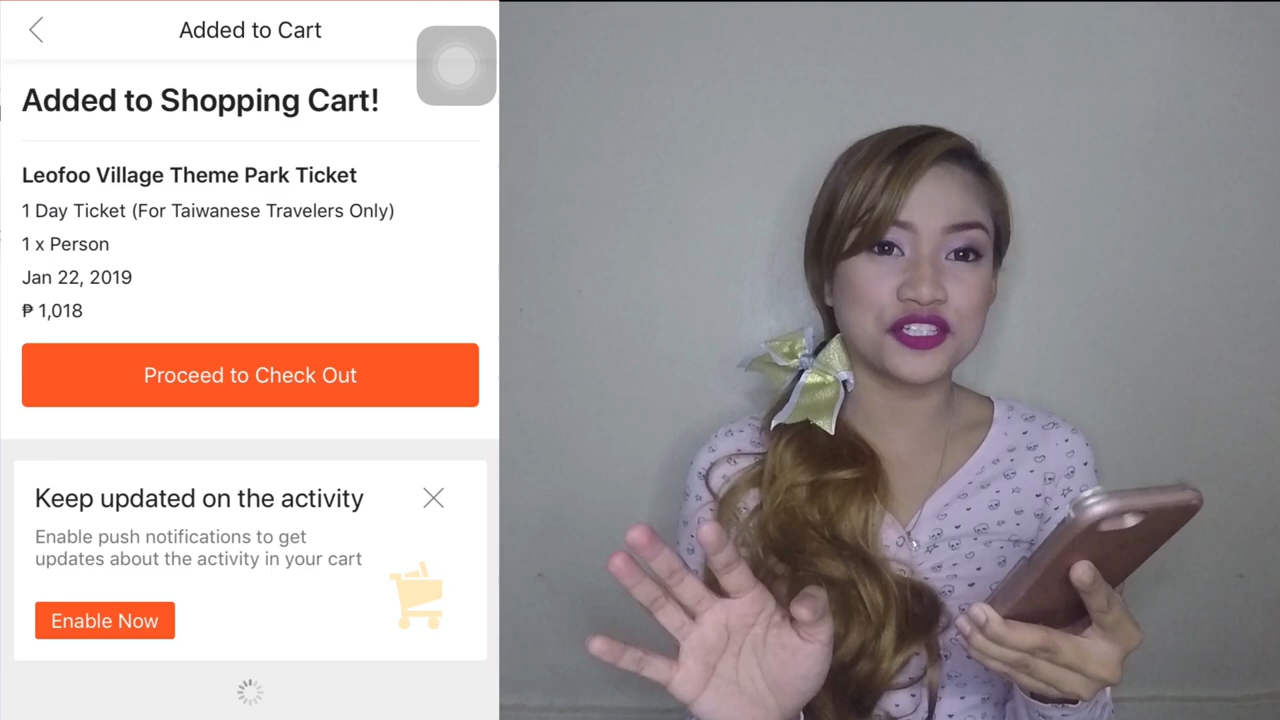 Added to Cart
Added to Shopping Cart!
Leofoo Village Theme Park Ticket
1 Day Ticket (For Taiwanese Travelers Only)
1 x Person
Jan 22, 2019
₱ 1,018
Proceed to Check Out
Keep updated on the activity
Enable push notifications to get
updates about the activity in your cart
Enable Now